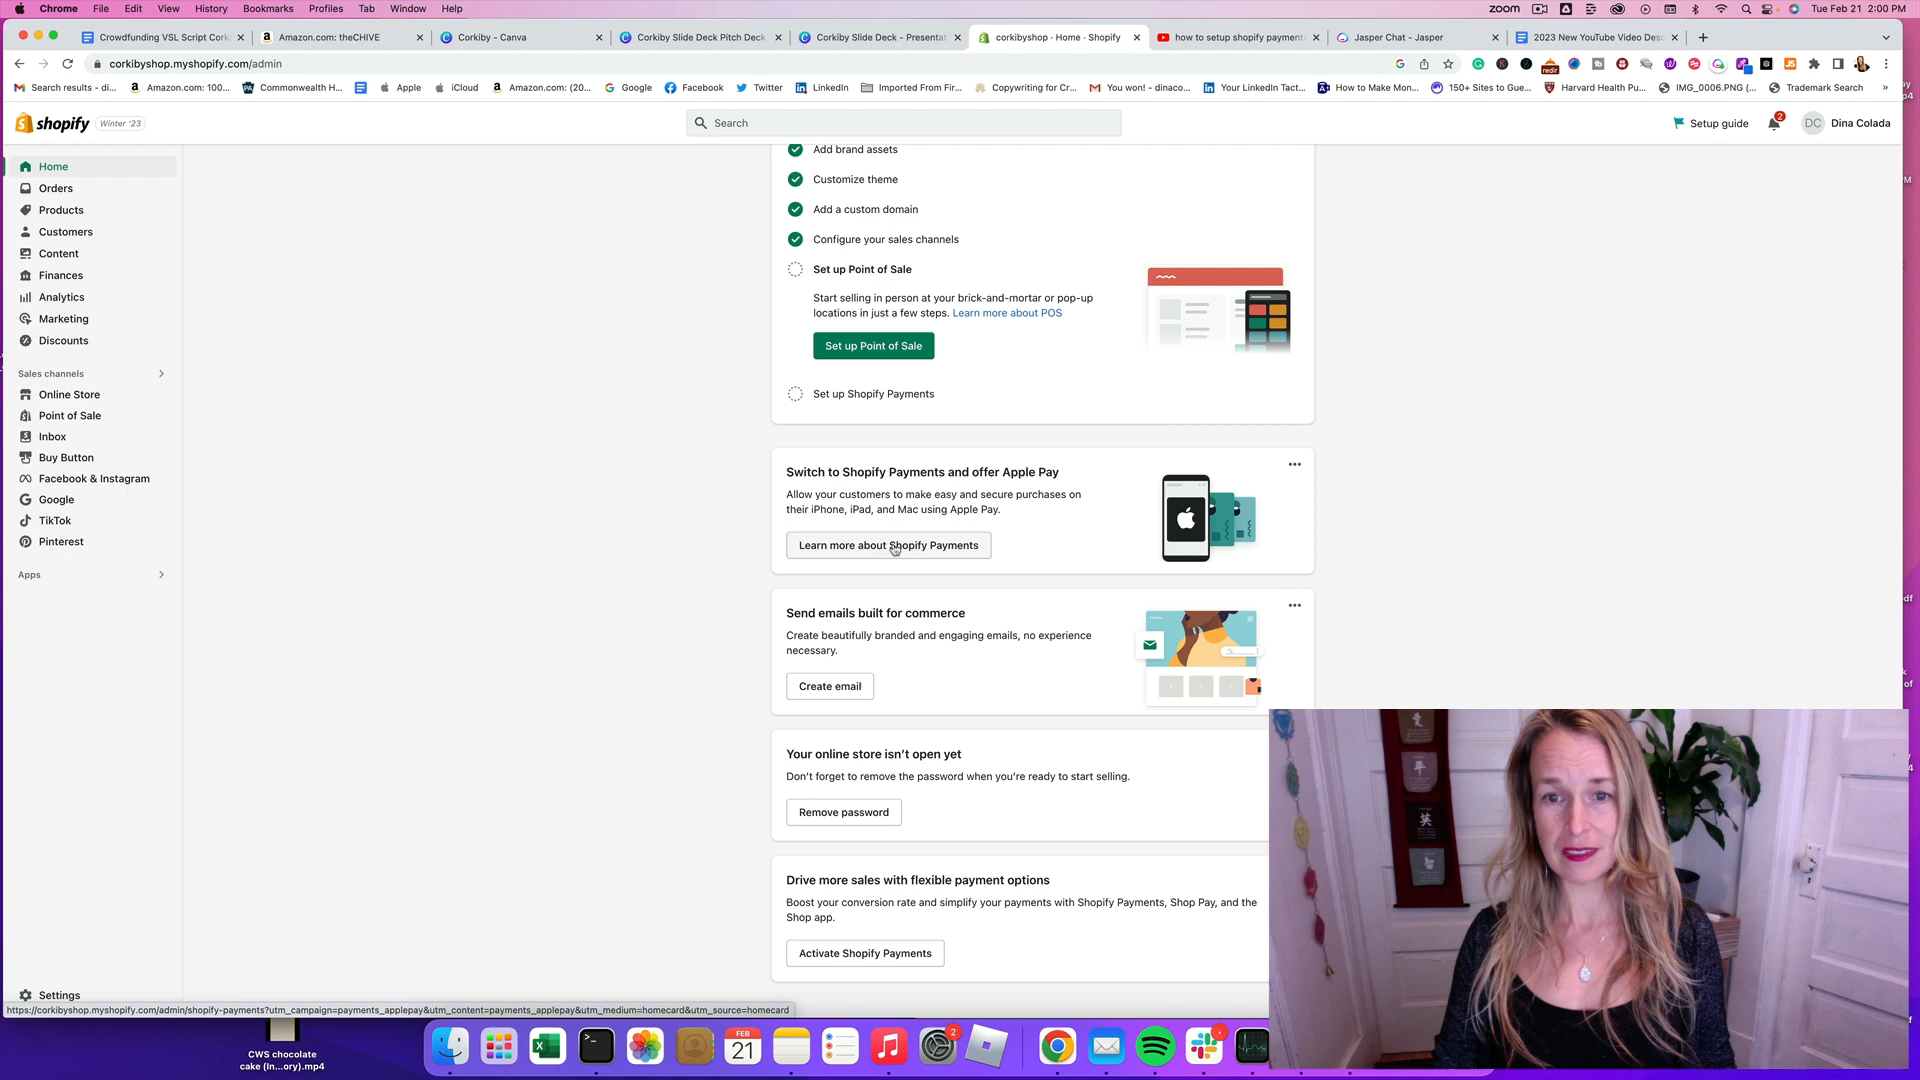 Chrome File Edit View History Bookmarks Profiles Tab Window Help
zoom
Tue Feb 21 2:00 PM
Crowdfunding VSL Script Cork
Amazon.com: theCHIVE
Corkiby - Canva
Corkiby Slide Deck Pitch Deck
Corkiby Slide Deck - Presentat
corkibyshop · Home · Shopify
how to setup shopify payment
Jasper Chat - Jasper
2023 New YouTube Video Desc
corkibyshop.myshopify.com/admin
Search results - di...
Amazon.com: 100...
Commonwealth H...
Apple
iCloud
Amazon.com: (20...
Google
Facebook
Twitter
LinkedIn
Imported From Fir...
Copywriting for Cr...
You won! - dinaco...
Your LinkedIn Tact...
How to Make Mon...
150+ Sites to Gue...
Harvard Health Pu...
IMG_0006.PNG (...
Trademark Search
shopify
Winter '23
Search
Setup guide
2
DC
Dina Colada
Home
Orders
Products
Customers
Content
Finances
Analytics
Marketing
Discounts
Sales channels
Online Store
Point of Sale
Inbox
Buy Button
Facebook & Instagram
Google
TikTok
Pinterest
Apps
Settings
Add brand assets
Customize theme
Add a custom domain
Configure your sales channels
Set up Point of Sale
Start selling in person at your brick-and-mortar or pop-up
locations in just a few steps. Learn more about POS
Set up Point of Sale
Set up Shopify Payments
Switch to Shopify Payments and offer Apple Pay
Allow your customers to make easy and secure purchases on
their iPhone, iPad, and Mac using Apple Pay.
Learn more about Shopify Payments
Send emails built for commerce
Create beautifully branded and engaging emails, no experience
necessary.
Create email
Your online store isn't open yet
Don't forget to remove the password when you're ready to start selling.
Remove password
Drive more sales with flexible payment options
Boost your conversion rate and simplify your payments with Shopify Payments, Shop Pay, and the
Shop app.
Activate Shopify Payments
https://corkibyshop.myshopify.com/admin/shopify-payments?utm_campaign=payments_applepay&utm_content=payments_applepay&utm_medium=homecard&utm_source=homecard
FEB
21
2
CWS chocolate
cake (In...ory).mp4